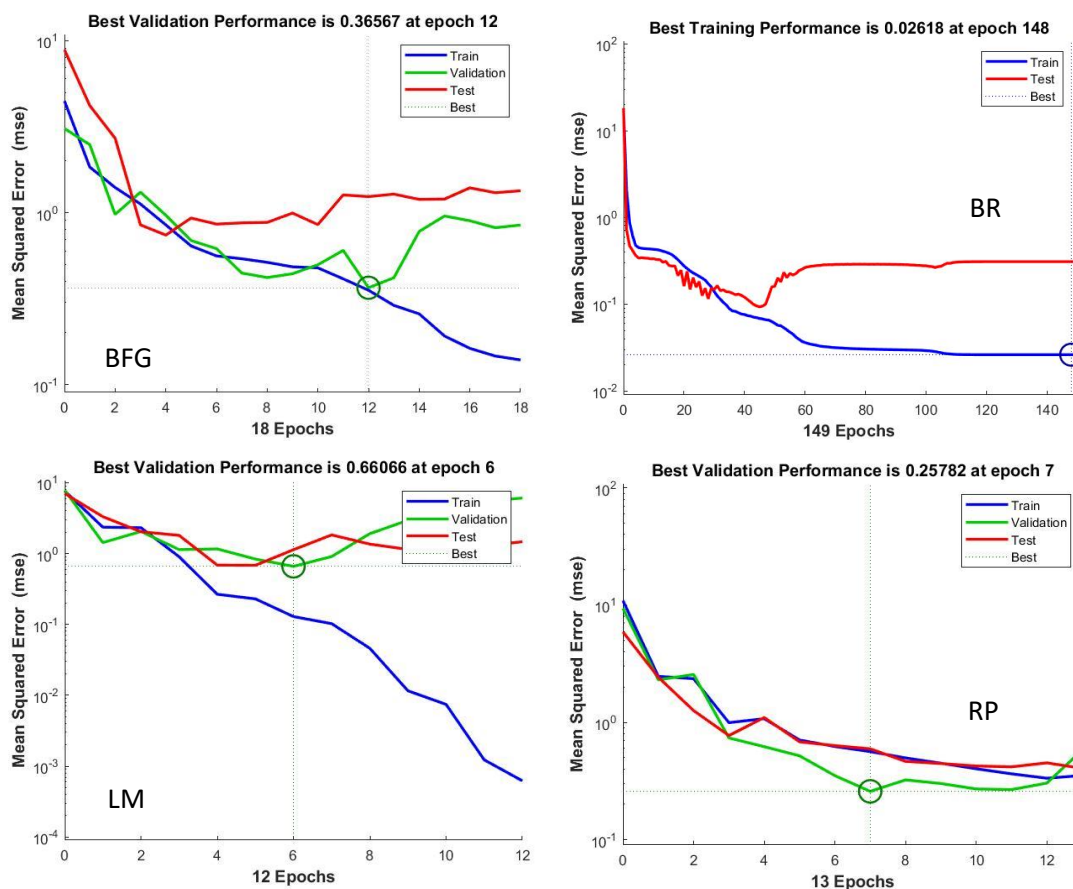 Best Validation Performance is 0.36567 at epoch 12
Mean Squared Error (mse)
10^1
10^0
10^-1
Train
Validation
Test
Best
BFG
0 2 4 6 8 10 12 14 16 18
18 Epochs
Best Training Performance is 0.02618 at epoch 148
Mean Squared Error (mse)
10^2
10^1
10^0
10^-1
10^-2
Train
Test
Best
BR
0 20 40 60 80 100 120 140
149 Epochs
Best Validation Performance is 0.66066 at epoch 6
Mean Squared Error (mse)
10^1
10^0
10^-1
10^-2
10^-3
10^-4
Train
Validation
Test
Best
LM
0 2 4 6 8 10 12
12 Epochs
Best Validation Performance is 0.25782 at epoch 7
Mean Squared Error (mse)
10^2
10^1
10^0
10^-1
Train
Validation
Test
Best
RP
0 2 4 6 8 10 12
13 Epochs